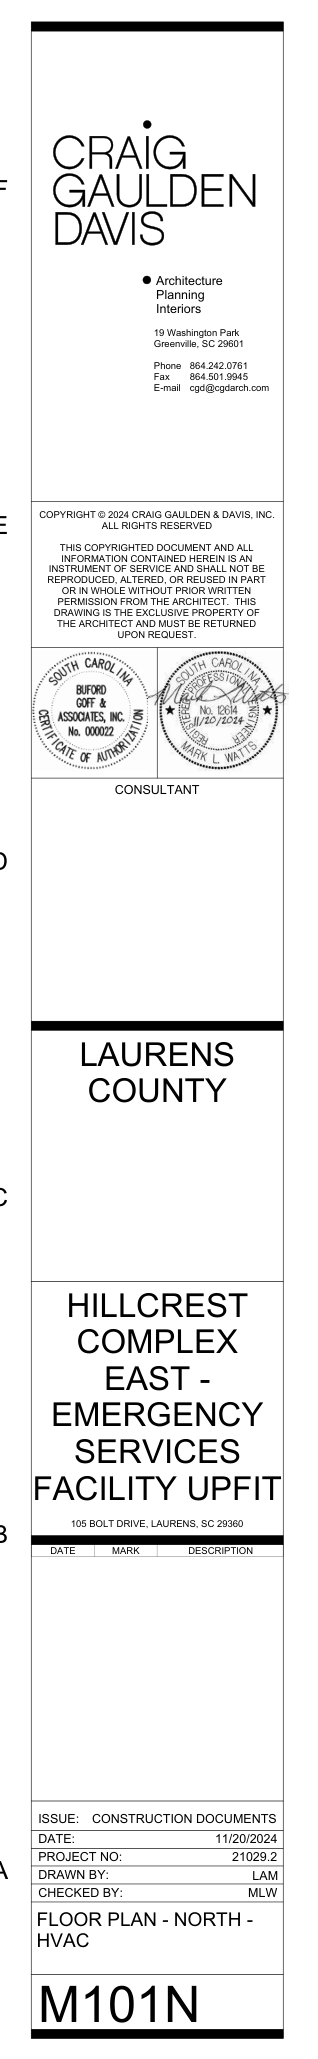 CRAIG
GAULDEN
DAVIS
Architecture
Planning
Interiors
19 Washington Park
Greenville, SC 29601
Phone 864.242.0761
Fax 864.501.9945
E-mail cgd@cgdarch.com
F
E
COPYRIGHT © 2024 CRAIG GAULDEN & DAVIS, INC.
ALL RIGHTS RESERVED
THIS COPYRIGHTED DOCUMENT AND ALL
INFORMATION CONTAINED HEREIN IS AN
INSTRUMENT OF SERVICE AND SHALL NOT BE
REPRODUCED, ALTERED, OR REUSED IN PART
OR IN WHOLE WITHOUT PRIOR WRITTEN
PERMISSION FROM THE ARCHITECT. THIS
DRAWING IS THE EXCLUSIVE PROPERTY OF
THE ARCHITECT AND MUST BE RETURNED
UPON REQUEST.
SOUTH CAROLINA
BUFORD
GOFF &
ASSOCIATES, INC.
No. 000022
CERTIFICATE OF AUTHORIZATION
SOUTH CAROLINA
REGISTERED PROFESSIONAL ENGINEER
No. 12614
11/20/2024
MARK L. WATTS
Mark L Watts
CONSULTANT
D
LAURENS
COUNTY
C
HILLCREST
COMPLEX
EAST -
EMERGENCY
SERVICES
FACILITY UPFIT
105 BOLT DRIVE, LAURENS, SC 29360
B
DATE MARK DESCRIPTION
ISSUE: CONSTRUCTION DOCUMENTS
DATE: 11/20/2024
PROJECT NO: 21029.2
DRAWN BY: LAM
CHECKED BY: MLW
A
FLOOR PLAN - NORTH -
HVAC
M101N